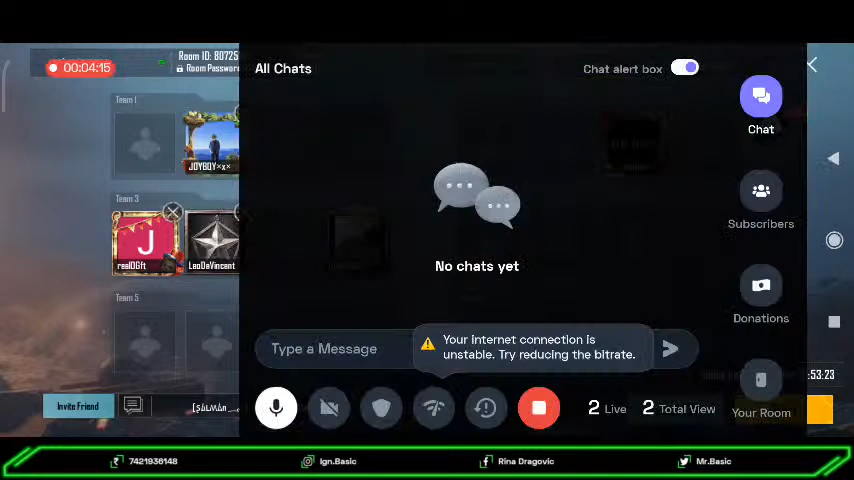 Room ID: 80725
All Chats
Chat alert box
00:04:15
Room Password
Team 1
Chat
JOYBOY×x×
Team 3
Subscribers
J
realOGft
LeoDaVincent
No chats yet
Donations
Team 5
Your internet connection is
unstable. Try reducing the bitrate.
Type a Message
:53:23
Invite Friend
2 Live
2 Total View
Your Room
7421936148
Ign.Basic
Rina Dragovic
Mr.Basic